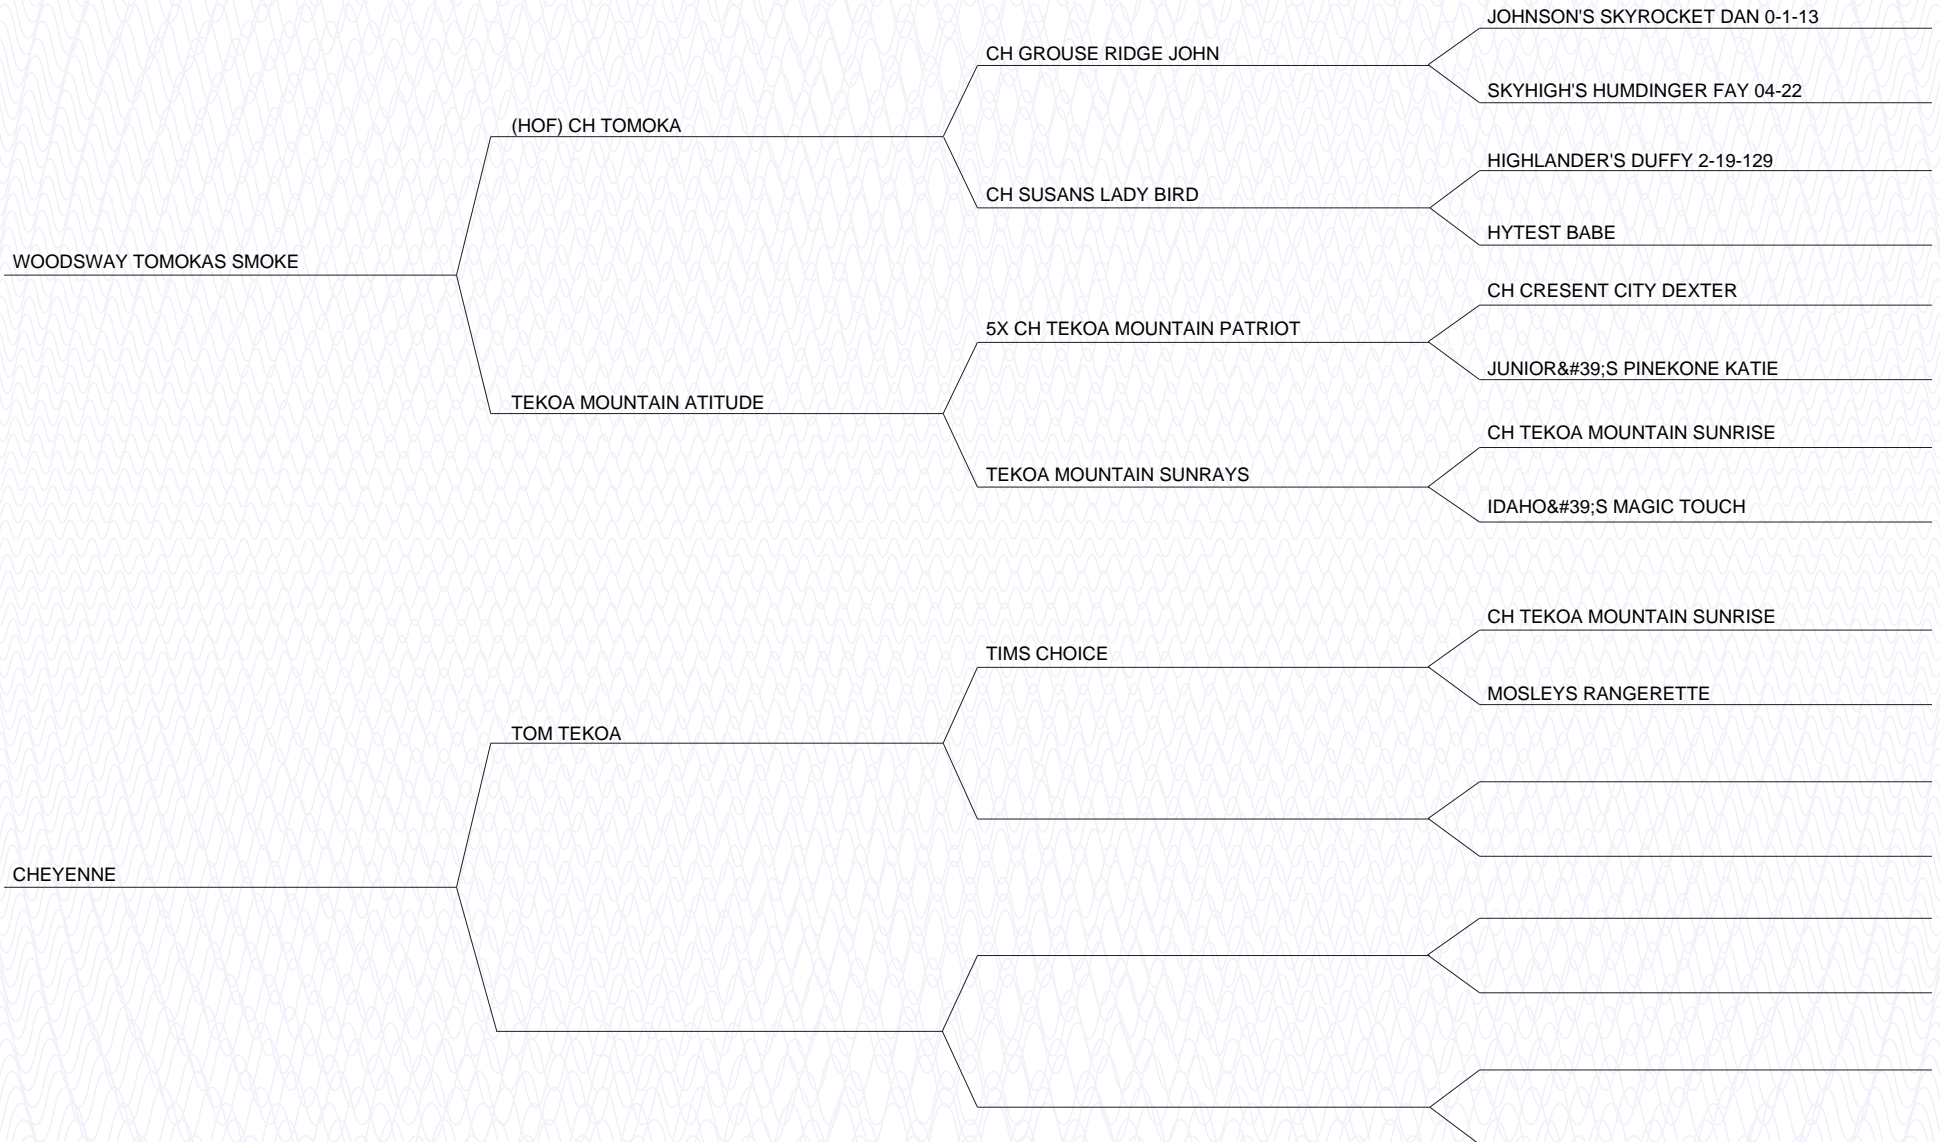 JOHNSON'S SKYROCKET DAN 0-1-13
CH GROUSE RIDGE JOHN
SKYHIGH'S HUMDINGER FAY 04-22
(HOF) CH TOMOKA
HIGHLANDER'S DUFFY 2-19-129
CH SUSANS LADY BIRD
HYTEST BABE
WOODSWAY TOMOKAS SMOKE
CH CRESENT CITY DEXTER
5X CH TEKOA MOUNTAIN PATRIOT
JUNIOR&#39;S PINEKONE KATIE
TEKOA MOUNTAIN ATITUDE
CH TEKOA MOUNTAIN SUNRISE
TEKOA MOUNTAIN SUNRAYS
IDAHO&#39;S MAGIC TOUCH
CH TEKOA MOUNTAIN SUNRISE
TIMS CHOICE
MOSLEYS RANGERETTE
TOM TEKOA
CHEYENNE